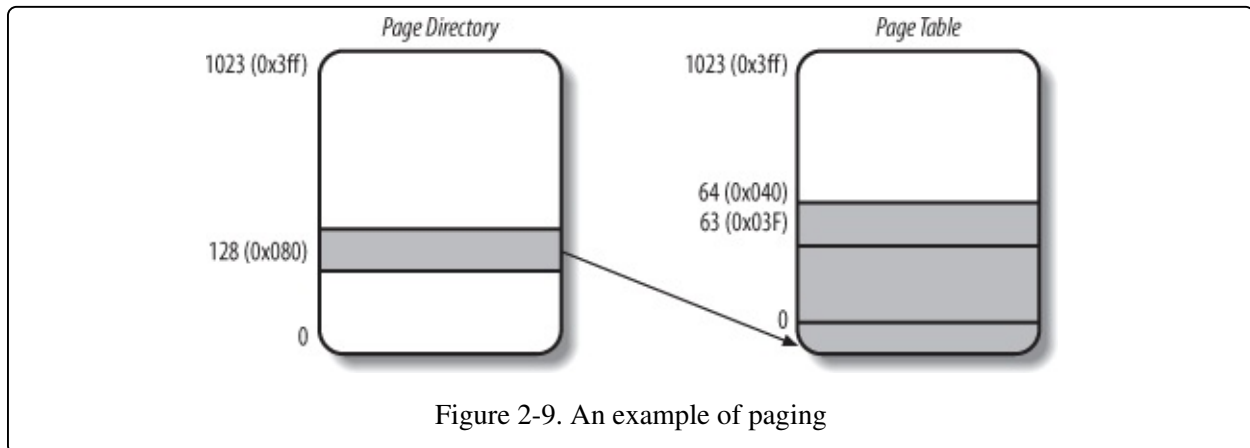 Page Directory
1023 (0x3ff)
128 (0x080)
0
Page Table
1023 (0x3ff)
64 (0x040)
63 (0x03F)
0
Figure 2-9. An example of paging